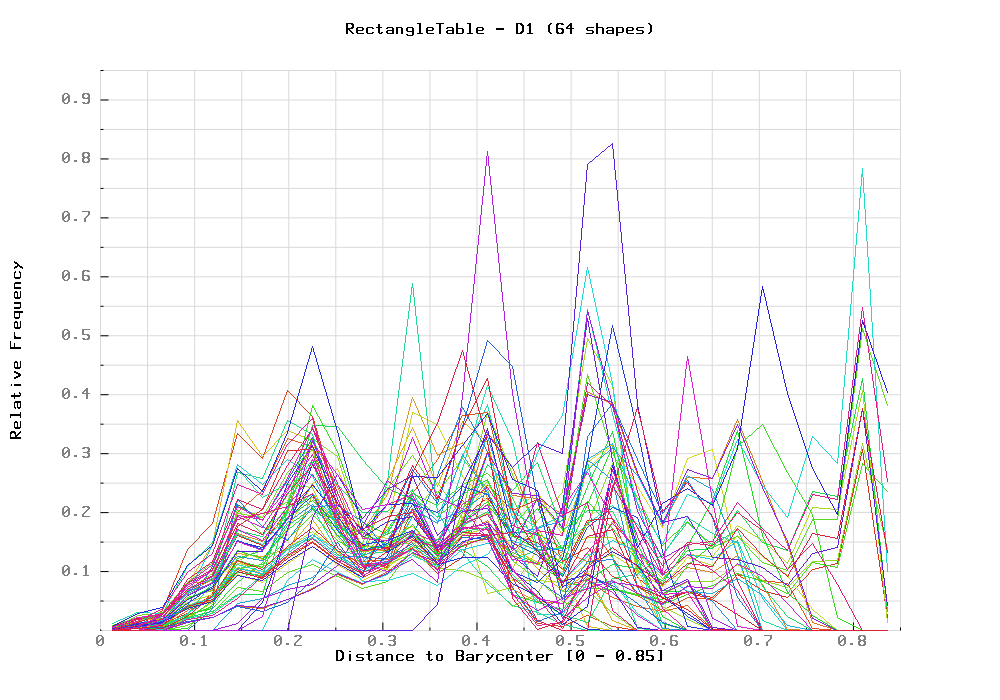 RectangleTable - D1 (64 shapes)
0.9
0.8
0.7
0.6
0.5
0.4
0.3
0.2
0.1
Relative Frequency
0 0.1 0.2 0.3 0.4 0.5 0.6 0.7 0.8
Distance to Barycenter [0 - 0.85]